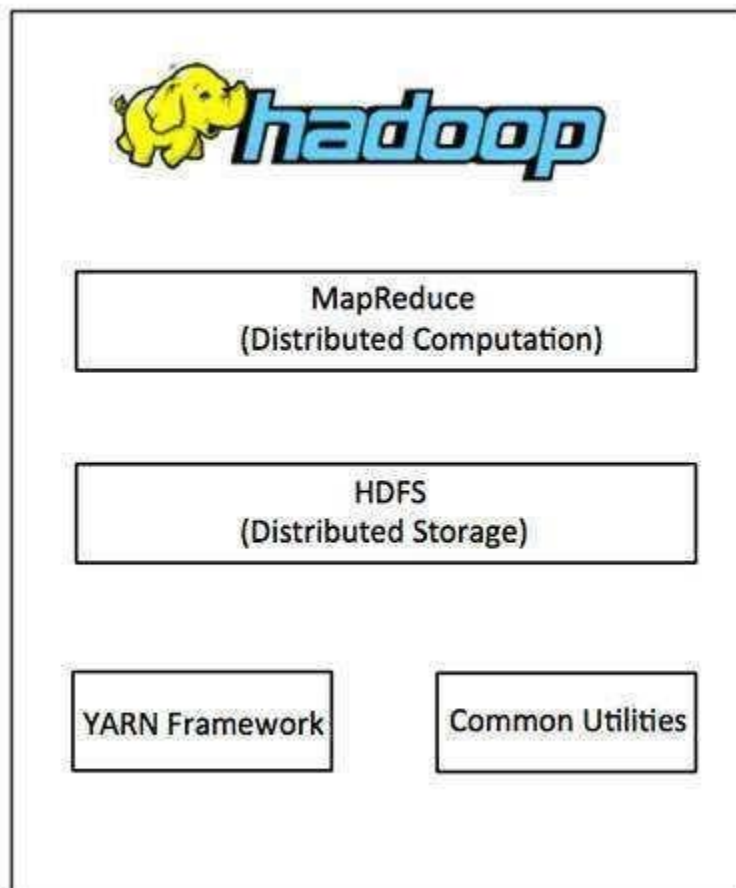 hadoop
MapReduce
(Distributed Computation)
HDFS
(Distributed Storage)
YARN Framework
Common Utilities